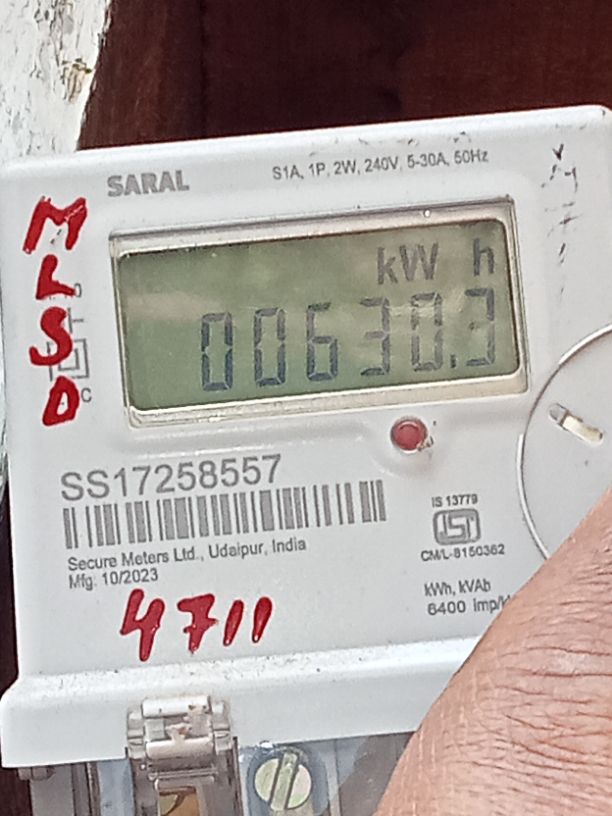 SARAL
S1A, 1P, 2W, 240V, 5-30A, 50Hz
MLSD
kW h
00630.3
SS17258557
Secure Meters Ltd., Udaipur, India
Mfg: 10/2023
IS 13779
ISI
CM/L-8150362
kWh, kVAh
6400 imp/
4711